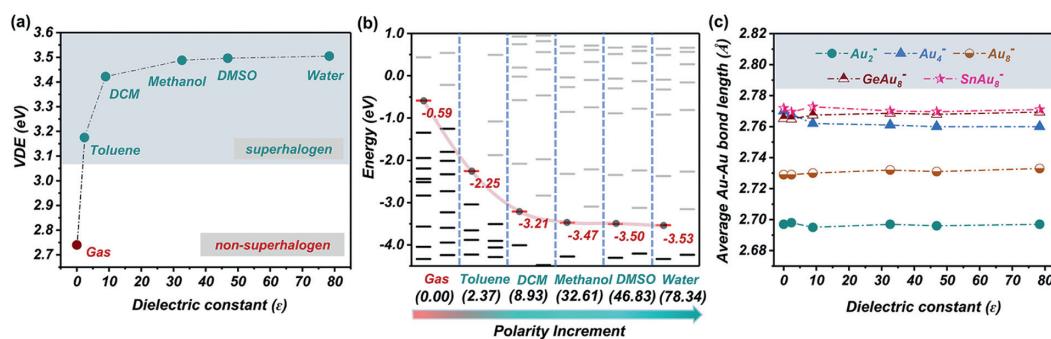 (a)
3.6
3.5
3.4
3.3
3.2
3.1
3.0
2.9
2.8
2.7
VDE (eV)
DCM
Methanol
DMSO
Water
Toluene
superhalogen
non-superhalogen
Gas
0 10 20 30 40 50 60 70 80
Dielectric constant (ε)
(b)
0.0
-1.0
-2.0
-3.0
-4.0
Energy (eV)
-0.59
-2.25
-3.21
-3.47
-3.50
-3.53
Gas Toluene DCM Methanol DMSO Water
(0.00) (2.37) (8.93) (32.61) (46.83) (78.34)
Polarity Increment
(c)
2.82
2.80
2.78
2.76
2.74
2.72
2.70
2.68
Average Au-Au bond length (Å)
Au₂⁻ Au₄⁻ Au₈⁻
GeAu₈⁻ SnAu₈⁻
0 10 20 30 40 50 60 70 80
Dielectric constant (ε)